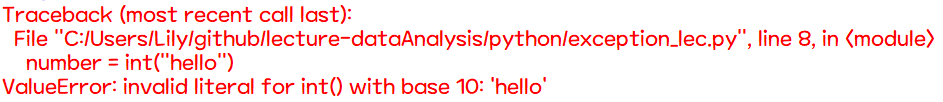 Traceback (most recent call last):
File "C:/Users/Lily/github/lecture-dataAnalysis/python/exception_lec.py", line 8, in <module>
number = int("hello")
ValueError: invalid literal for int() with base 10: 'hello'